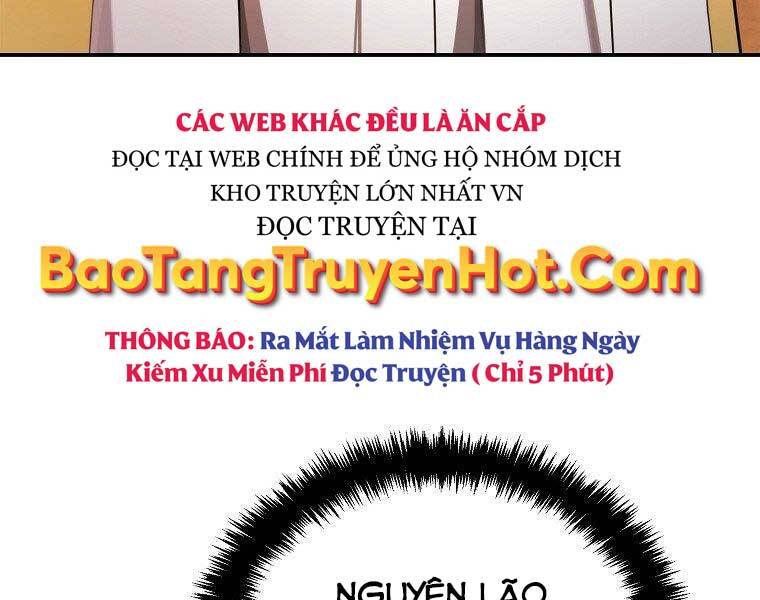 CÁC WEB KHÁC ĐỀU LÀ ĂN CẮP
ĐỌC TẠI WEB CHÍNH ĐỂ ỦNG HỘ NHÓM DỊCH
KHO TRUYỆN LỚN NHẤT VN
ĐỌC TRUYỆN TẠI
BaoTangTruyenHot.Com
THÔNG BÁO: Ra Mắt Làm Nhiệm Vụ Hàng Ngày
Kiếm Xu Miễn Phí Đọc Truyện ( Chỉ 5 Phút)
NGUYÊN LÃO